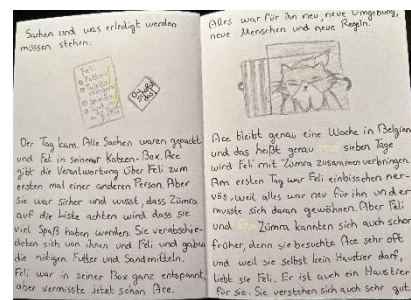 Sachen und was erledigt werden
müssen stehen.
Feli:
Futter
Du
schaffst
das!
Der Tag kam. Alle Sachen waren gepackt
und Feli in seiner Katzen-Box. Ace
gibt die Verantwortung über Feli zum
ersten mal einer anderen Person. Aber
sie war sicher und wusst, dass Zümra
auf die Liste achten wird dass sie
viel Spaß haben werden. Sie verabschie-
deten sich von ihnen und Feli und gaben
die nötigen Futter und Sandmitteln.
Feli war in seiner Box ganz entspannt,
aber vermisste jetzt schon Ace.
Alles war für ihn neu, neue Umgebung,
neue Menschen und neue Regeln.
Ace bleibt genau eine Woche in Belgien
und das heißt genau sieben Tage
wird Feli mit Zümra zusammen verbringen.
Am ersten Tag war Feli einbisschen ner-
vös, weil alles war neu für ihn und er
musste sich daran gewöhnen. Aber Feli
und Zümra kannten sich auch schon
früher, denn sie besuchte Ace sehr oft
und weil sie selbst kein Haustier darf,
liebt sie Feli. Er ist auch ein Haustier
für sie. Sie verstehen sich auch sehr gut.